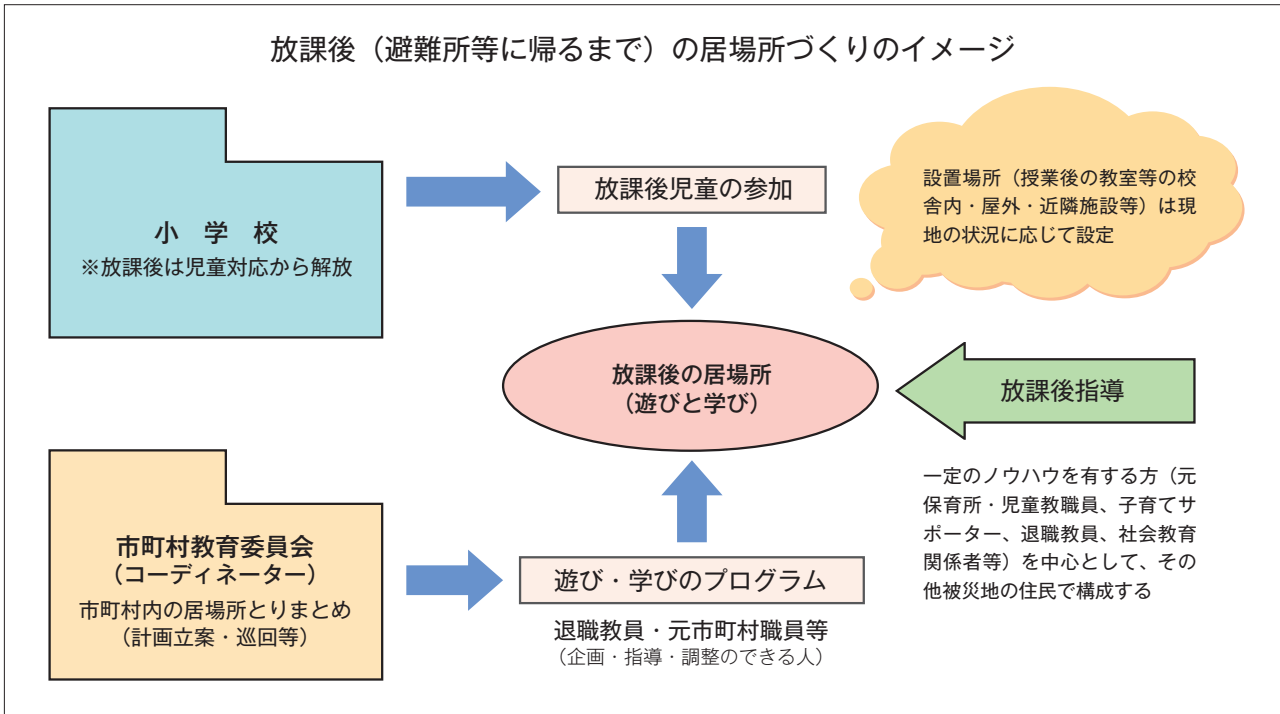 放課後（避難所等に帰るまで）の居場所づくりのイメージ
小　学　校
※放課後は児童対応から解放
放課後児童の参加
設置場所（授業後の教室等の校
舎内・屋外・近隣施設等）は現
地の状況に応じて設定
放課後の居場所
（遊びと学び）
放課後指導
一定のノウハウを有する方（元
保育所・児童教職員、子育てサ
ポーター、退職教員、社会教育
関係者等）を中心として、その
他被災地の住民で構成する
市町村教育委員会
（コーディネーター）
市町村内の居場所とりまとめ
（計画立案・巡回等）
遊び・学びのプログラム
退職教員・元市町村職員等
（企画・指導・調整のできる人）